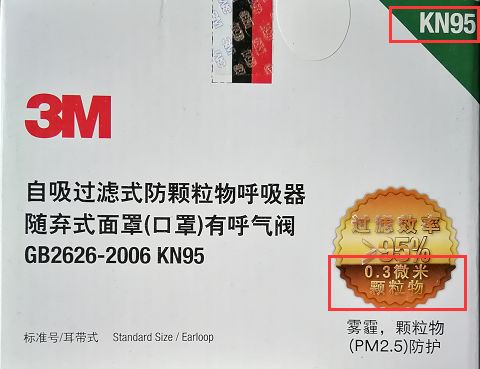 KN95
3M
自吸过滤式防颗粒物呼吸器
随弃式面罩(口罩)有呼气阀
GB2626-2006 KN95
过滤效率
>95%
0.3微米
颗粒物
标准号/耳带式 Standard Size / Earloop
雾霾，颗粒物
(PM2.5)防护